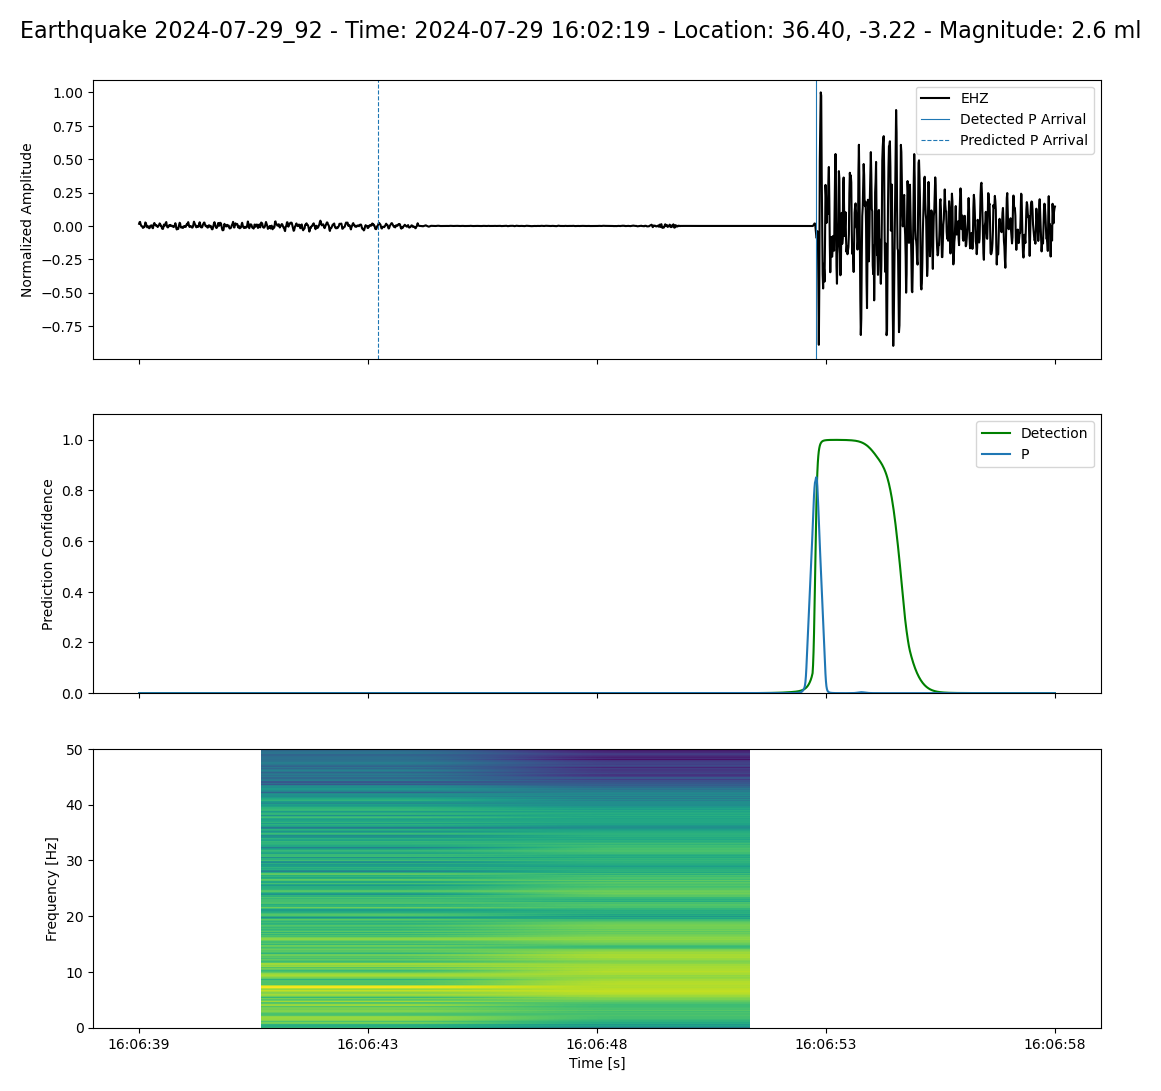 Earthquake 2024-07-29_92 - Time: 2024-07-29 16:02:19 - Location: 36.40, -3.22 - Magnitude: 2.6 ml
Normalized Amplitude
1.00
0.75
0.50
0.25
0.00
−0.25
−0.50
−0.75
EHZ
Detected P Arrival
Predicted P Arrival
Prediction Confidence
1.0
0.8
0.6
0.4
0.2
0.0
Detection
P
Frequency [Hz]
50
40
30
20
10
0
16:06:39 16:06:43 16:06:48 16:06:53 16:06:58
Time [s]